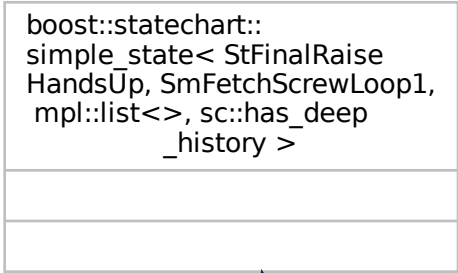 boost::statechart::
simple_state< StFinalRaise
HandsUp, SmFetchScrewLoop1,
mpl::list<>, sc::has_deep
_history >